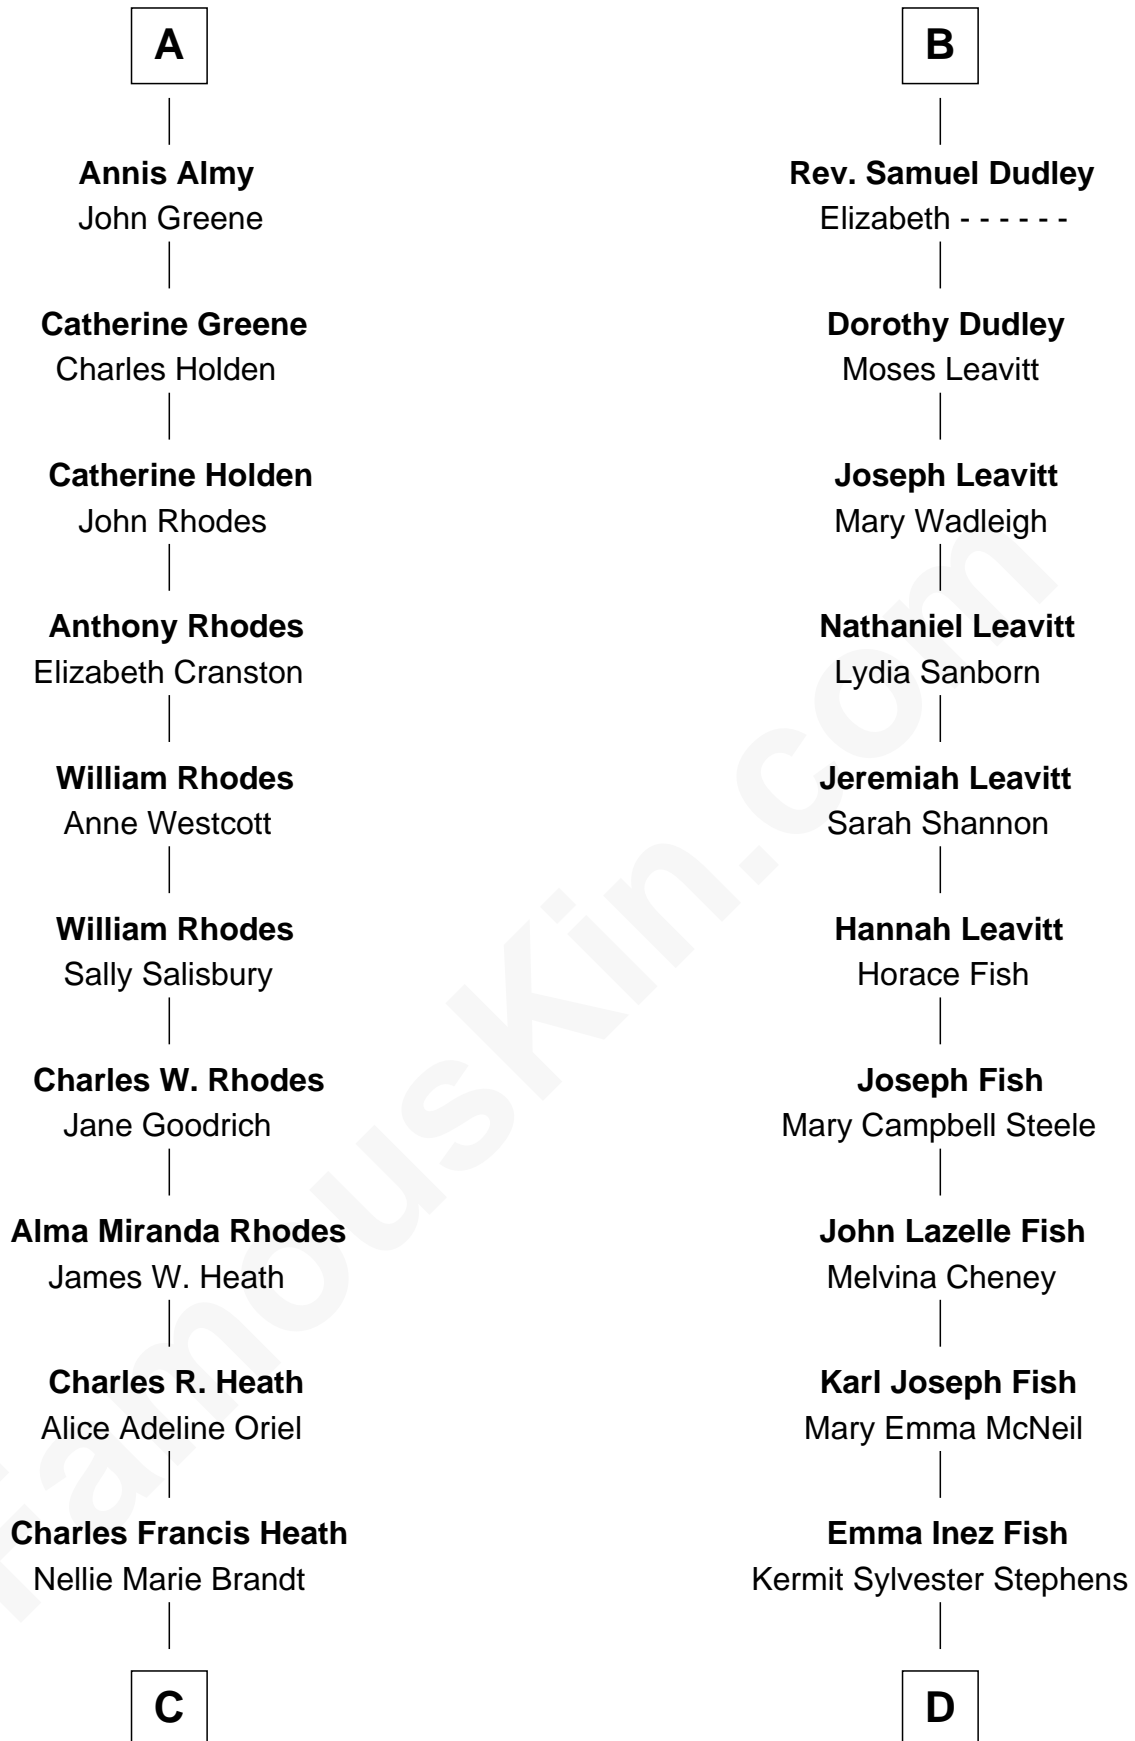 A
Annis Almy
John Greene
Catherine Greene
Charles Holden
Catherine Holden
John Rhodes
Anthony Rhodes
Elizabeth Cranston
William Rhodes
Anne Westcott
William Rhodes
Sally Salisbury
Charles W. Rhodes
Jane Goodrich
Alma Miranda Rhodes
James W. Heath
Charles R. Heath
Alice Adeline Oriel
Charles Francis Heath
Nellie Marie Brandt
C
B
Rev. Samuel Dudley
Elizabeth - - - - - -
Dorothy Dudley
Moses Leavitt
Joseph Leavitt
Mary Wadleigh
Nathaniel Leavitt
Lydia Sanborn
Jeremiah Leavitt
Sarah Shannon
Hannah Leavitt
Horace Fish
Joseph Fish
Mary Campbell Steele
John Lazelle Fish
Melvina Cheney
Karl Joseph Fish
Mary Emma McNeil
Emma Inez Fish
Kermit Sylvester Stephens
D
FamousKin.com